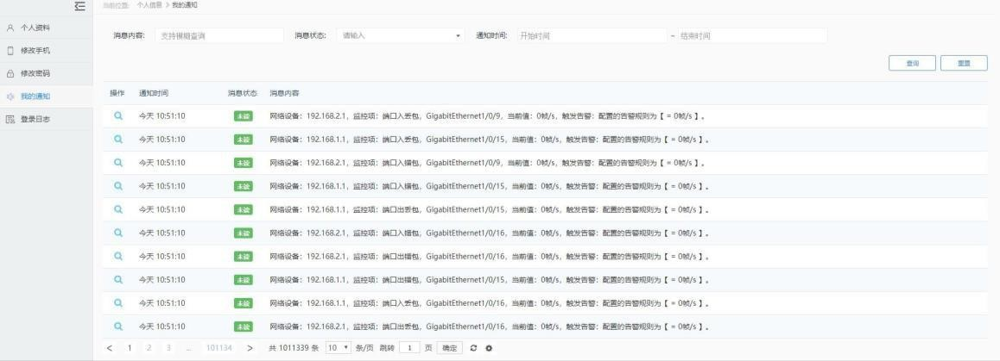 当前位置: 个人信息 > 我的通知
个人资料
修改手机
修改密码
我的通知
登录日志
消息内容: 支持模糊查询 消息状态: 请输入 通知时间: 开始时间 ~ 结束时间
查询 重置
操作 通知时间 消息状态 消息内容
今天 10:51:10 未读 网络设备：192.168.2.1，监控项：端口入丢包，GigabitEthernet1/0/9，当前值：0帧/s，触发告警：配置的告警规则为【 = 0帧/s 】。
今天 10:51:10 未读 网络设备：192.168.1.1，监控项：端口入丢包，GigabitEthernet1/0/15，当前值：0帧/s，触发告警：配置的告警规则为【 = 0帧/s 】。
今天 10:51:10 未读 网络设备：192.168.2.1，监控项：端口入错包，GigabitEthernet1/0/9，当前值：0帧/s，触发告警：配置的告警规则为【 = 0帧/s 】。
今天 10:51:10 未读 网络设备：192.168.1.1，监控项：端口入错包，GigabitEthernet1/0/15，当前值：0帧/s，触发告警：配置的告警规则为【 = 0帧/s 】。
今天 10:51:10 未读 网络设备：192.168.1.1，监控项：端口出丢包，GigabitEthernet1/0/15，当前值：0帧/s，触发告警：配置的告警规则为【 = 0帧/s 】。
今天 10:51:10 未读 网络设备：192.168.2.1，监控项：端口入错包，GigabitEthernet1/0/16，当前值：0帧/s，触发告警：配置的告警规则为【 = 0帧/s 】。
今天 10:51:10 未读 网络设备：192.168.2.1，监控项：端口出错包，GigabitEthernet1/0/16，当前值：0帧/s，触发告警：配置的告警规则为【 = 0帧/s 】。
今天 10:51:10 未读 网络设备：192.168.1.1，监控项：端口出错包，GigabitEthernet1/0/15，当前值：0帧/s，触发告警：配置的告警规则为【 = 0帧/s 】。
今天 10:51:10 未读 网络设备：192.168.1.1，监控项：端口入丢包，GigabitEthernet1/0/16，当前值：0帧/s，触发告警：配置的告警规则为【 = 0帧/s 】。
今天 10:51:10 未读 网络设备：192.168.2.1，监控项：端口出丢包，GigabitEthernet1/0/16，当前值：0帧/s，触发告警：配置的告警规则为【 = 0帧/s 】。
< 1 2 3 ... 101134 > 共 1011339 条 10 条/页 跳转 1 页 确定